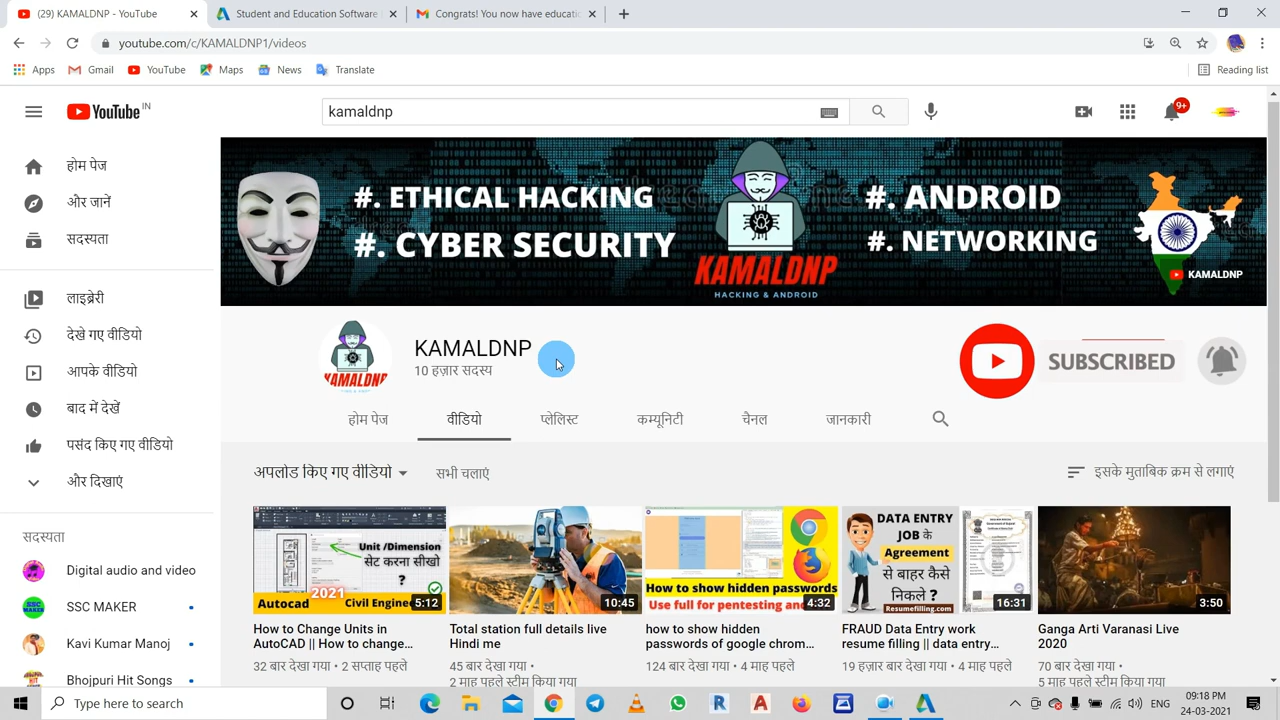 (29) KAMALDNP - YouTube
Student and Education Software
Congrats! You now have educatio
youtube.com/c/KAMALDNP1/videos
Apps
Gmail
YouTube
Maps
News
Translate
Reading list
YouTube IN
kamaldnp
9+
होम पेज
और जानें
सदस्यता
लाइब्रेरी
देखे गए वीडियो
आपके वीडियो
बाद में देखें
पसंद किए गए वीडियो
और दिखाएं
सदस्यता
Digital audio and video
SSC MAKER
Kavi Kumar Manoj
Bhojpuri Hit Songs
#. ETHICAL HACKING
#. CYBER SECURITY
KAMALDNP
HACKING & ANDROID
#. ANDROID
#. NETWORKING
KAMALDNP
KAMALDNP
KAMALDNP
10 हज़ार सदस्य
SUBSCRIBED
होम पेज
वीडियो
प्लेलिस्ट
कम्यूनिटी
चैनल
जानकारी
अपलोड किए गए वीडियो
सभी चलाएं
इसके मुताबिक क्रम से लगाएं
Unit /Dimension
सेट करना सीखो
?
2021
Autocad
Civil Engine
5:12
How to Change Units in
AutoCAD || How to change...
32 बार देखा गया • 2 सप्ताह पहले
10:45
Total station full details live
Hindi me
45 बार देखा गया •
2 माह पहले स्ट्रीम किया गया
How to show hidden passwords
Use full for pentesting an
4:32
how to show hidden
passwords of google chrom...
124 बार देखा गया • 4 माह पहले
DATA ENTRY
JOB के
Agreement
से बाहर कैसे
निकले ?
Resumefilling.com
16:31
FRAUD Data Entry work
resume filling || data entry...
19 हज़ार बार देखा गया • 4 माह पहले
3:50
Ganga Arti Varanasi Live
2020
70 बार देखा गया •
5 माह पहले स्ट्रीम किया गया
Type here to search
ENG
09:18 PM
24-03-2021